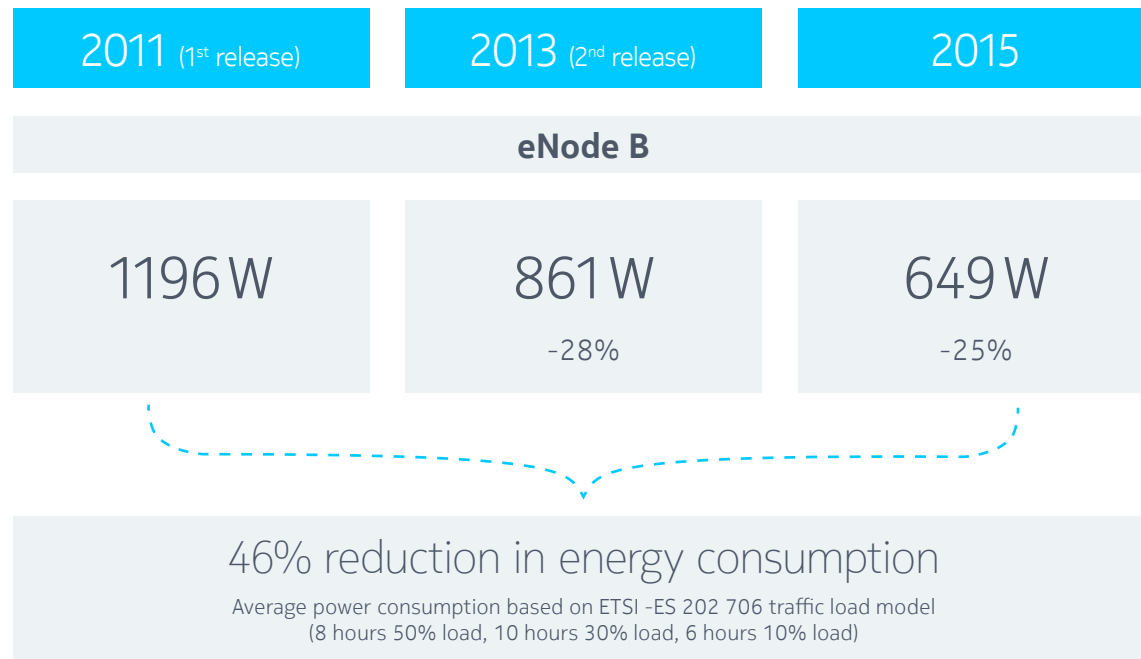 2011 (1st release)
2013 (2nd release)
2015
eNode B
1196 W
861 W
-28%
649 W
-25%
46% reduction in energy consumption
Average power consumption based on ETSI -ES 202 706 traffic load model
(8 hours 50% load, 10 hours 30% load, 6 hours 10% load)